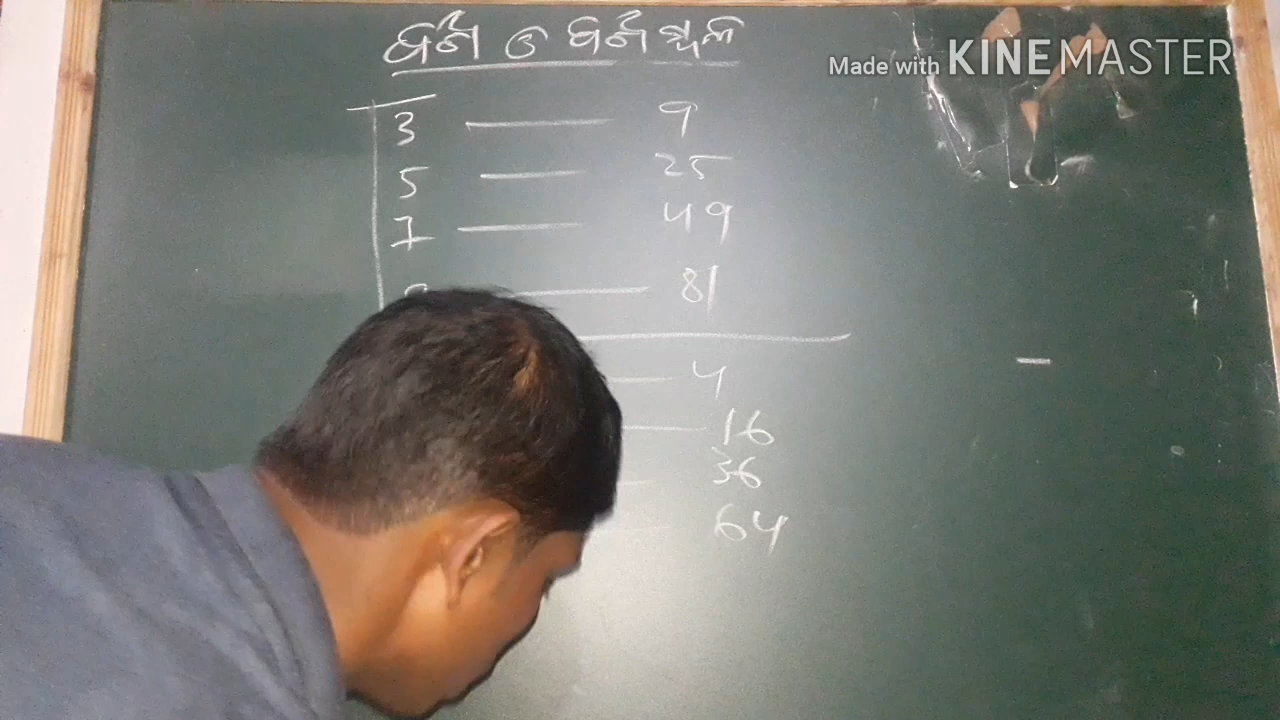 ବର୍ଗ ଓ ବର୍ଗମୂଳ
Made with KINEMASTER
3 — 9
5 — 25
7 — 49
— 81
— 4
— 16
— 36
— 64